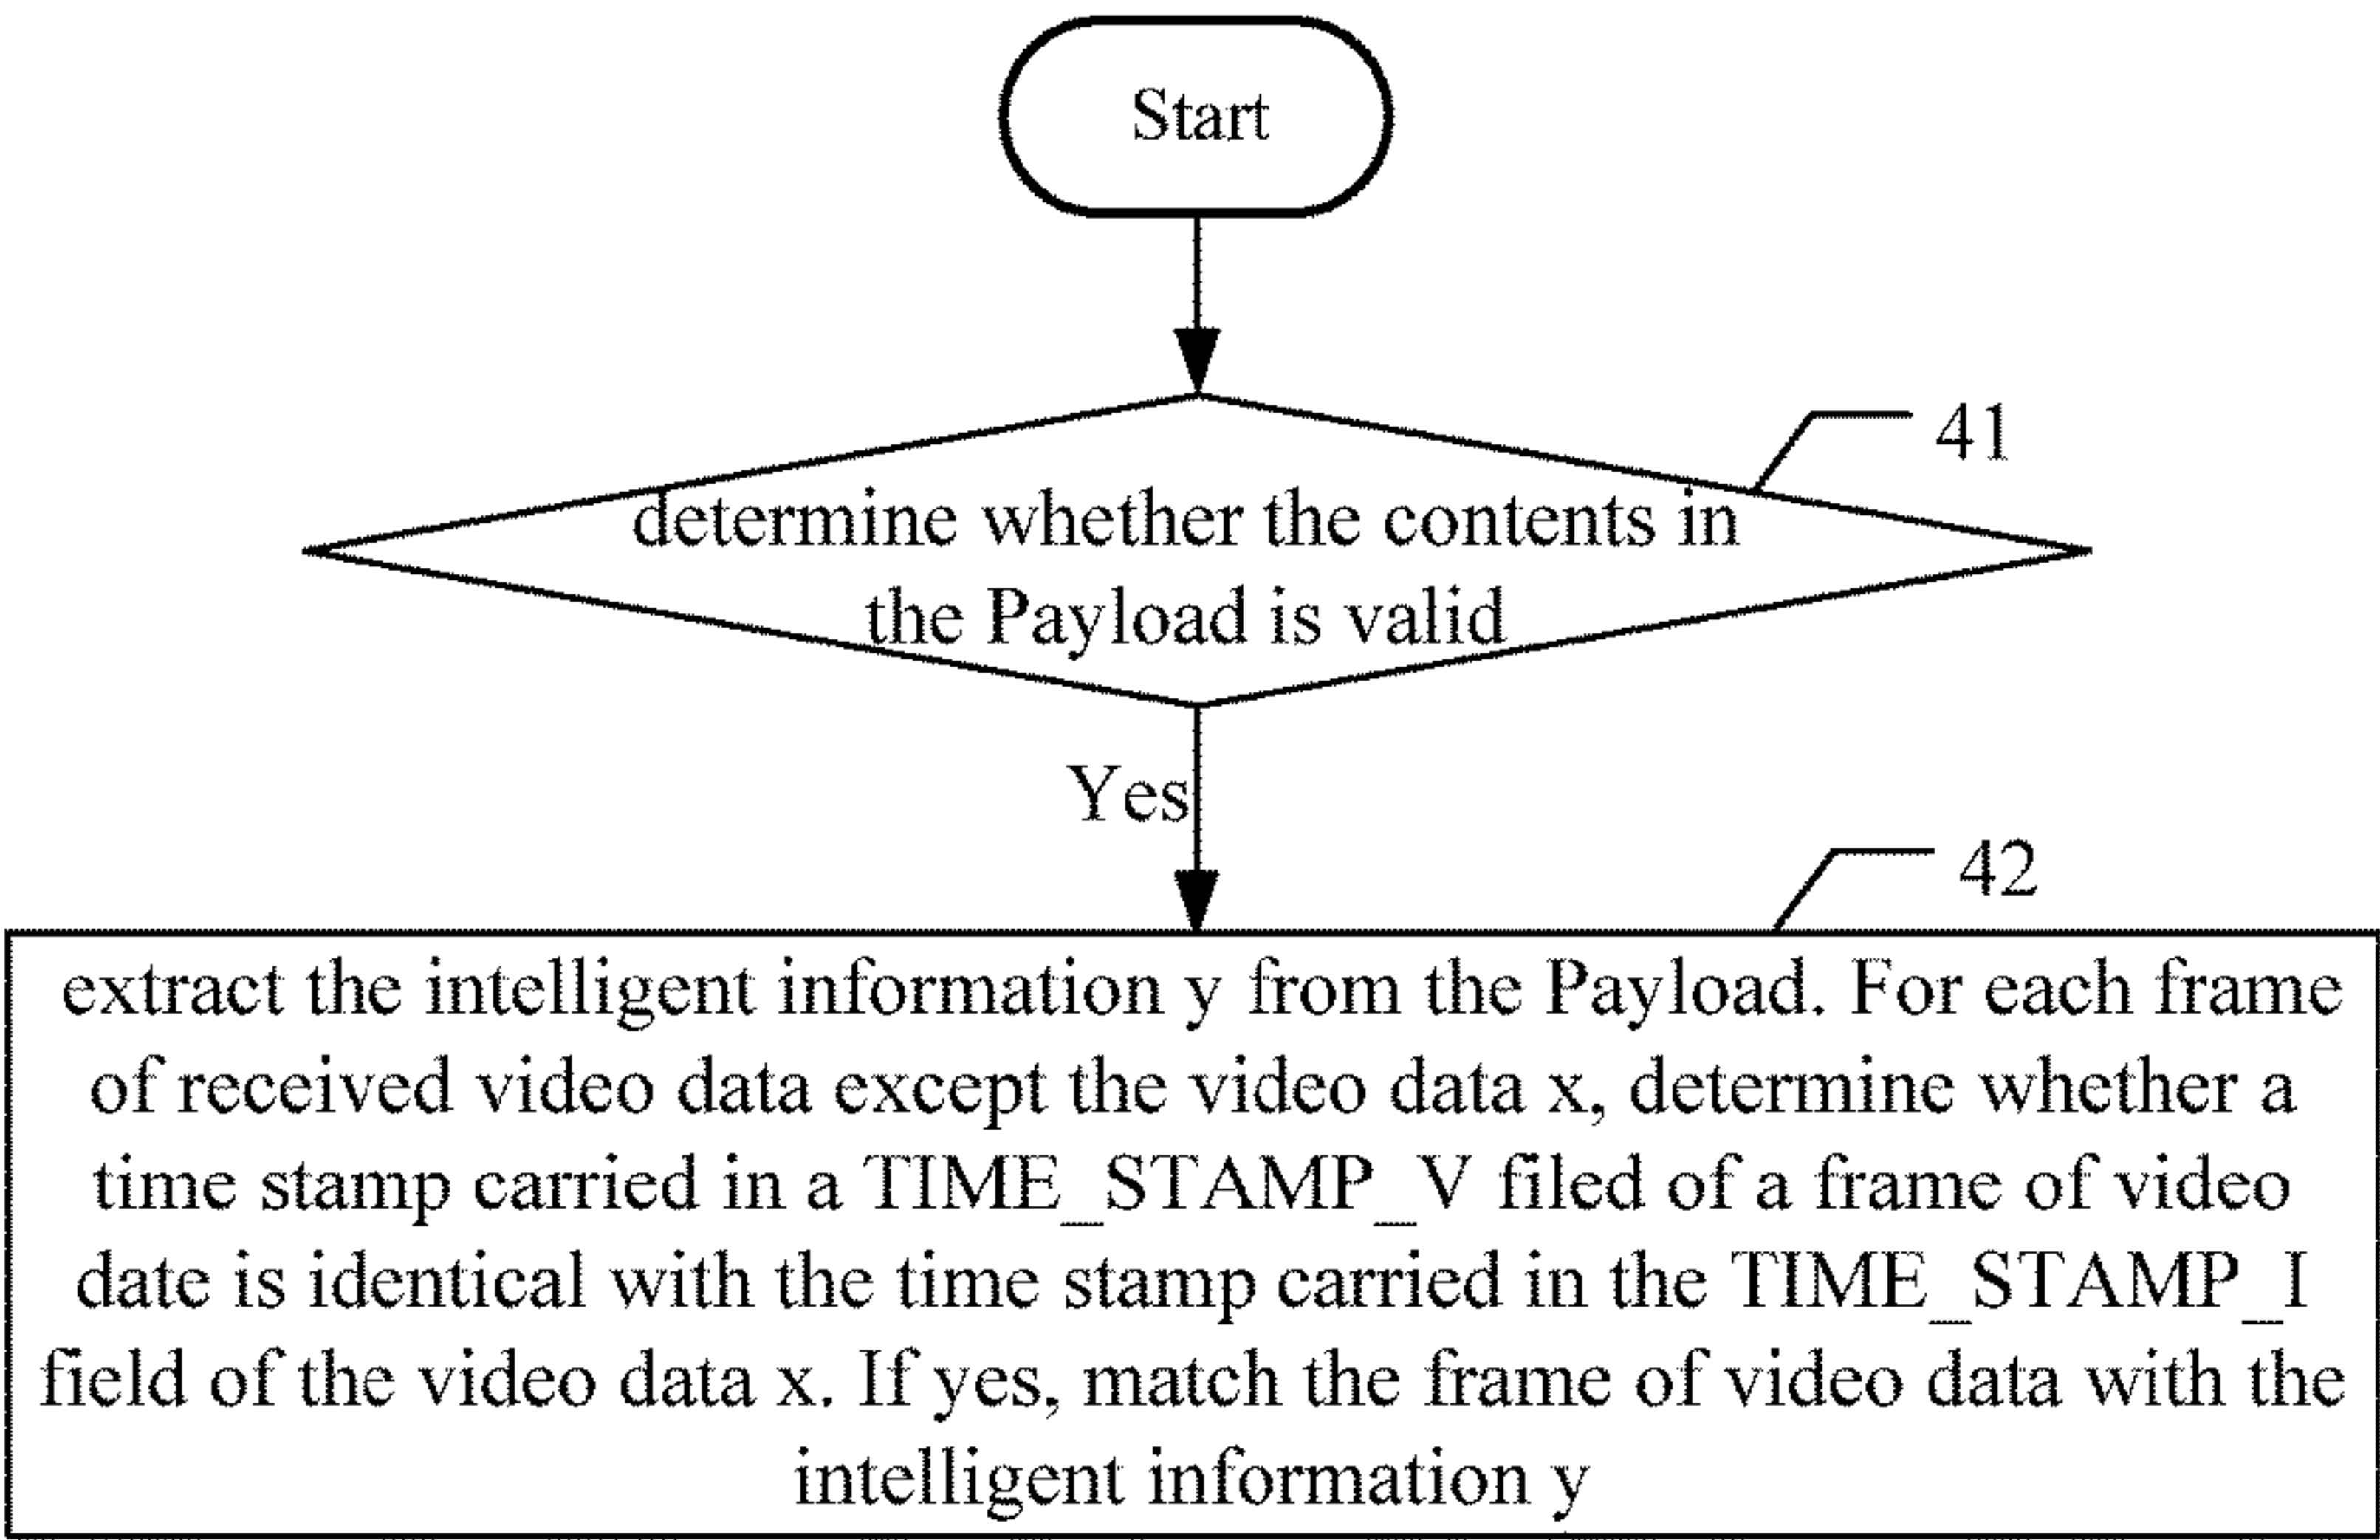 Start
41
determine whether the contents in
the Payload is valid
Yes
42
extract the intelligent information y from the Payload. For each frame
of received video data except the video data x, determine whether a
time stamp carried in a TIME_STAMP_V filed of a frame of video
date is identical with the time stamp carried in the TIME_STAMP_I
field of the video data x. If yes, match the frame of video data with the
intelligent information y